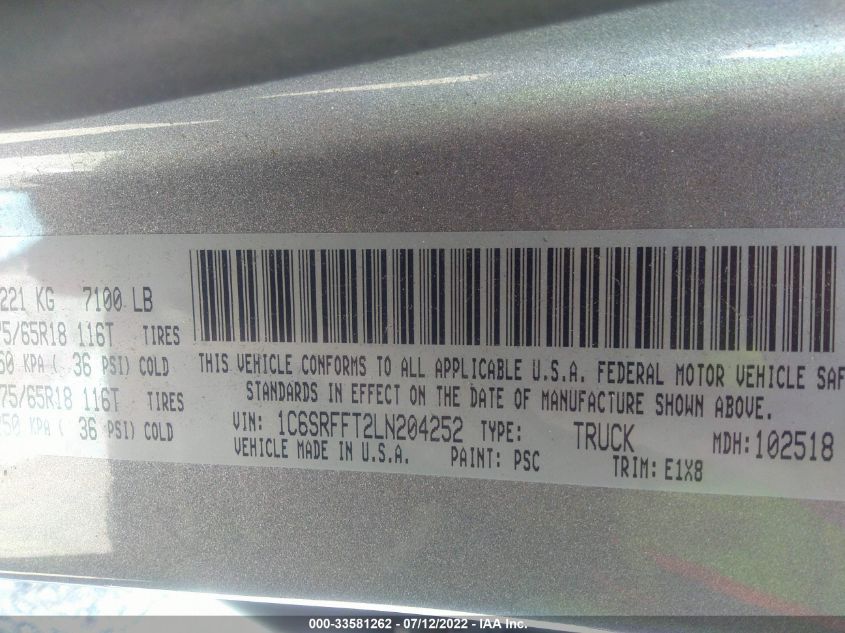 221 KG 7100 LB
75/65R18 116T TIRES
50 KPA ( 36 PSI) COLD
75/65R18 116T TIRES
250 KPA ( 36 PSI) COLD
THIS VEHICLE CONFORMS TO ALL APPLICABLE U.S.A. FEDERAL MOTOR VEHICLE SAF
STANDARDS IN EFFECT ON THE DATE OF MANUFACTURE SHOWN ABOVE.
VIN: 1C6SRFFT2LN204252 TYPE: TRUCK MDH: 102518
VEHICLE MADE IN U.S.A. PAINT: PSC TRIM: E1X8
000-33581262 - 07/12/2022 - IAA Inc.